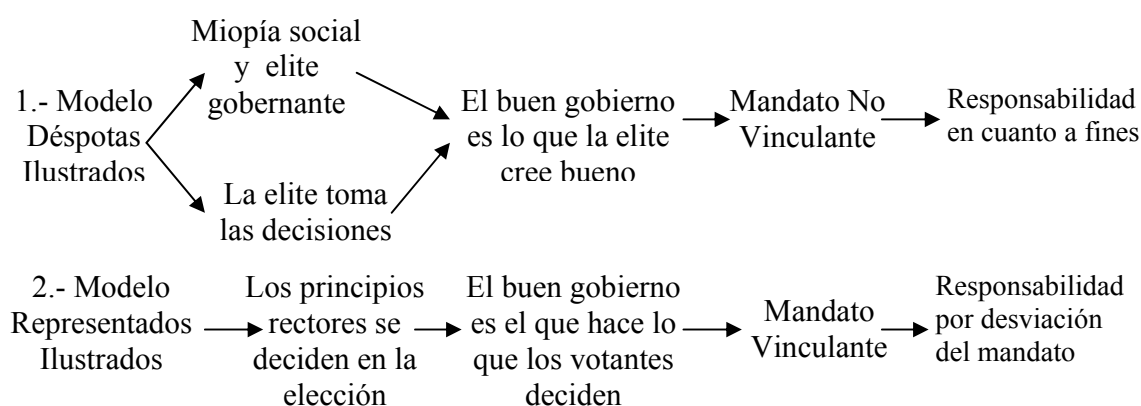 1.- Modelo
Déspotas
Ilustrados
Miopía social
y elite
gobernante
La elite toma
las decisiones
El buen gobierno
es lo que la elite
cree bueno
Mandato No
Vinculante
Responsabilidad
en cuanto a fines
2.- Modelo
Representados
Ilustrados
Los principios
rectores se
deciden en la
elección
El buen gobierno
es el que hace lo
que los votantes
deciden
Mandato
Vinculante
Responsabilidad
por desviación
del mandato